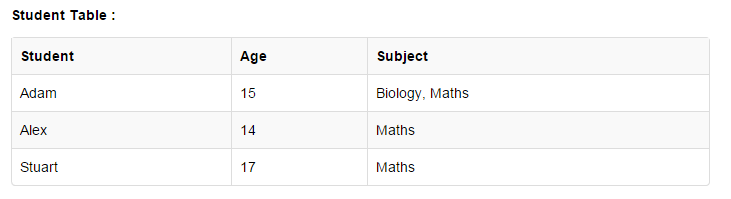 Student Table :
Student Age Subject
Adam 15 Biology, Maths
Alex 14 Maths
Stuart 17 Maths